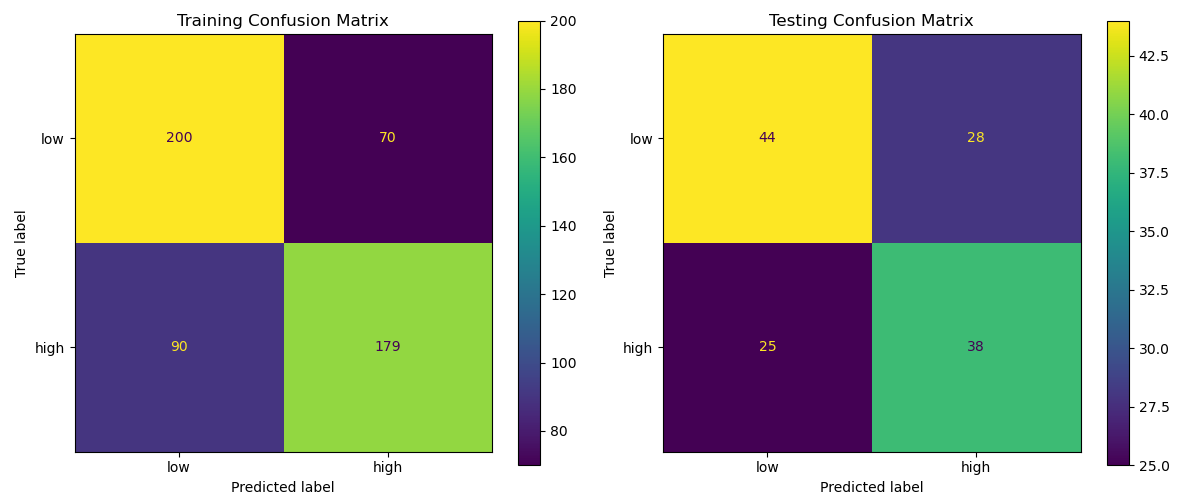 Training Confusion Matrix
True label
low
high
200 70
90 179
low high
Predicted label
200
180
160
140
120
100
80
Testing Confusion Matrix
True label
low
high
44 28
25 38
low high
Predicted label
42.5
40.0
37.5
35.0
32.5
30.0
27.5
25.0